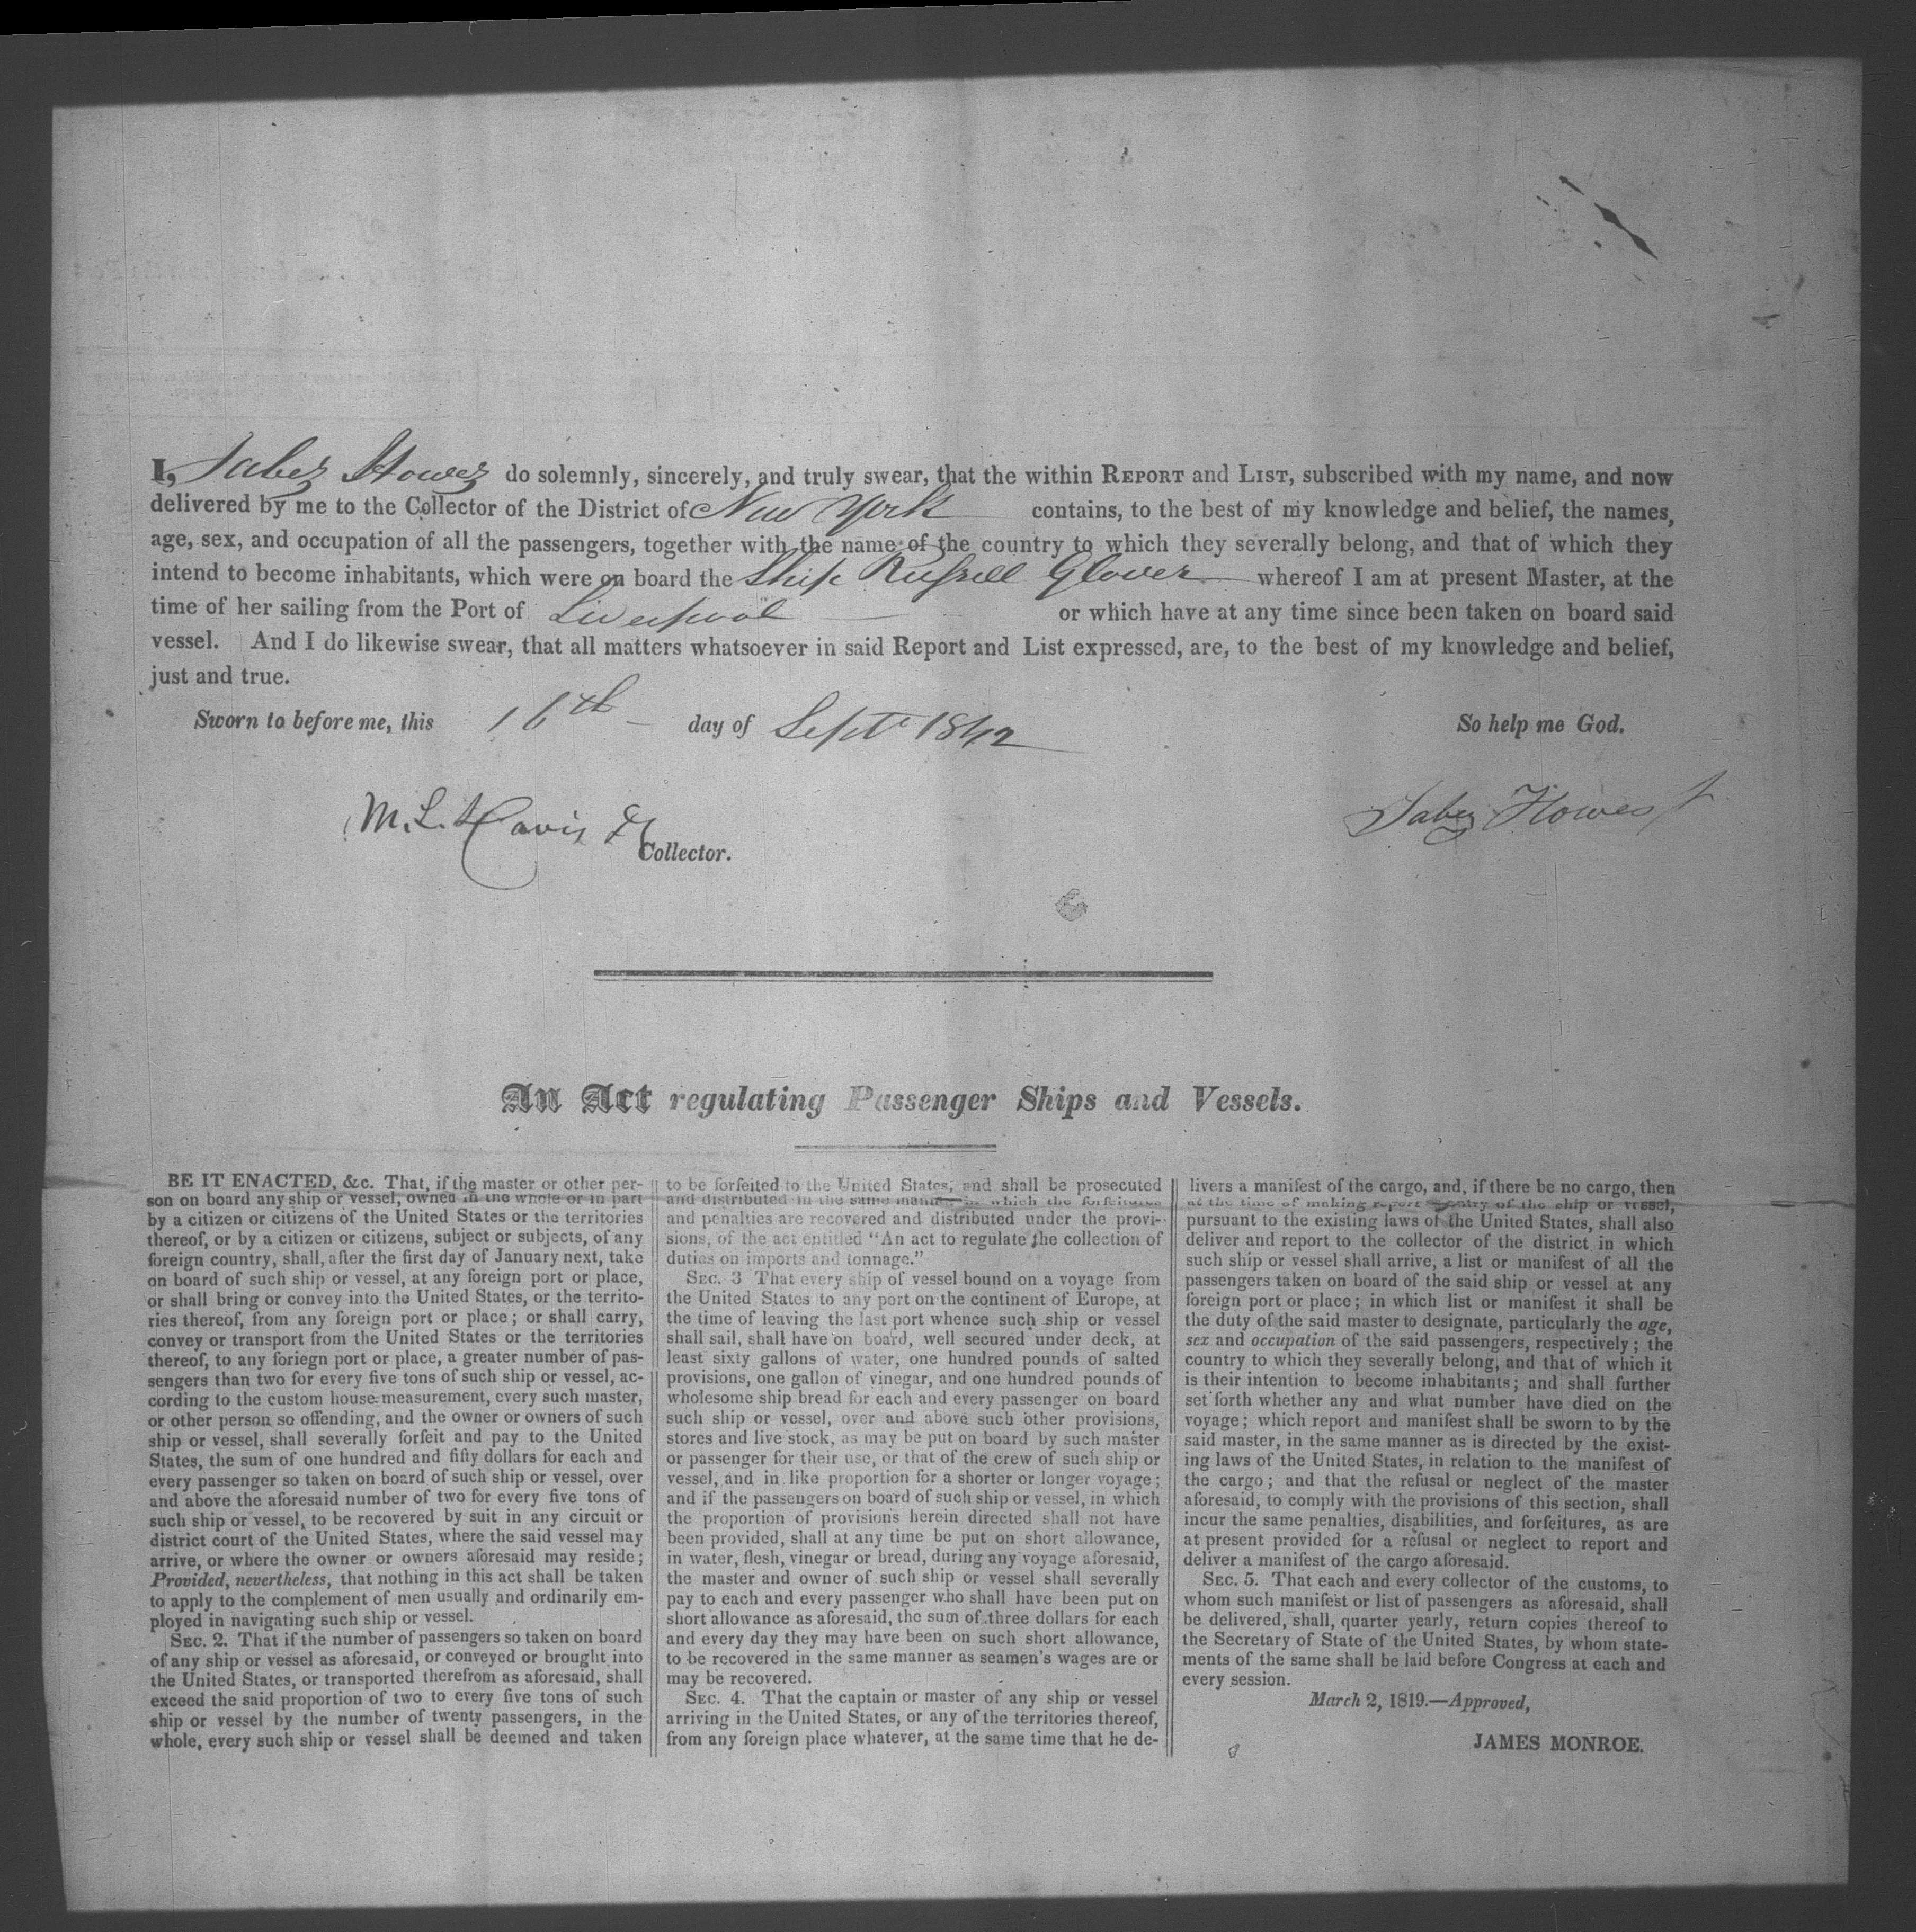 I, Jabez Howes do solemnly, sincerely, and truly swear, that the within REPORT and LIST, subscribed with my name, and now
delivered by me to the Collector of the District of New York contains, to the best of my knowledge and belief, the names,
age, sex, and occupation of all the passengers, together with the name of the country to which they severally belong, and that of which they
intend to become inhabitants, which were on board the Ship Russell Glover whereof I am at present Master, at the
time of her sailing from the Port of Liverpool or which have at any time since been taken on board said
vessel. And I do likewise swear, that all matters whatsoever in said Report and List expressed, are, to the best of my knowledge and belief,
just and true.
Sworn to before me, this 16th day of Sept 1842 So help me God.
M. L. Davis Jabez Howes
Collector.
An Act regulating Passenger Ships and Vessels.
BE IT ENACTED, &c. That, if the master or other per-
son on board any ship or vessel, owned in the whole or in part
by a citizen or citizens of the United States or the territories
thereof, or by a citizen or citizens, subject or subjects, of any
foreign country, shall, after the first day of January next, take
on board of such ship or vessel, at any foreign port or place,
or shall bring or convey into the United States, or the territo-
ries thereof, from any foreign port or place; or shall carry,
convey or transport from the United States or the territories
thereof, to any foriegn port or place, a greater number of pas-
sengers than two for every five tons of such ship or vessel, ac-
cording to the custom house measurement, every such master,
or other person so offending, and the owner or owners of such
ship or vessel, shall severally forfeit and pay to the United
States, the sum of one hundred and fifty dollars for each and
every passenger so taken on board of such ship or vessel, over
and above the aforesaid number of two for every five tons of
such ship or vessel, to be recovered by suit in any circuit or
district court of the United States, where the said vessel may
arrive, or where the owner or owners aforesaid may reside;
Provided, nevertheless, that nothing in this act shall be taken
to apply to the complement of men usually and ordinarily em-
ployed in navigating such ship or vessel.
SEC. 2. That if the number of passengers so taken on board
of any ship or vessel as aforesaid, or conveyed or brought into
the United States, or transported therefrom as aforesaid, shall
exceed the said proportion of two to every five tons of such
ship or vessel by the number of twenty passengers, in the
whole, every such ship or vessel shall be deemed and taken
to be forfeited to the United States, and shall be prosecuted
and distributed in the same manner in which the forfeitures
and penalties are recovered and distributed under the provi-
sions, of the act entitled "An act to regulate the collection of
duties on imports and tonnage."
SEC. 3 That every ship of vessel bound on a voyage from
the United States to any port on the continent of Europe, at
the time of leaving the last port whence such ship or vessel
shall sail, shall have on board, well secured under deck, at
least sixty gallons of water, one hundred pounds of salted
provisions, one gallon of vinegar, and one hundred pounds of
wholesome ship bread for each and every passenger on board
such ship or vessel, over and above such other provisions,
stores and live stock, as may be put on board by such master
or passenger for their use, or that of the crew of such ship or
vessel, and in like proportion for a shorter or longer voyage;
and if the passengers on board of such ship or vessel, in which
the proportion of provisions herein directed shall not have
been provided, shall at any time be put on short allowance,
in water, flesh, vinegar or bread, during any voyage aforesaid,
the master and owner of such ship or vessel shall severally
pay to each and every passenger who shall have been put on
short allowance as aforesaid, the sum of three dollars for each
and every day they may have been on such short allowance,
to be recovered in the same manner as seamen's wages are or
may be recovered.
SEC. 4. That the captain or master of any ship or vessel
arriving in the United States, or any of the territories thereof,
from any foreign place whatever, at the same time that he de-
livers a manifest of the cargo, and, if there be no cargo, then
at the time of making report or entry of the ship or vessel,
pursuant to the existing laws of the United States, shall also
deliver and report to the collector of the district in which
such ship or vessel shall arrive, a list or manifest of all the
passengers taken on board of the said ship or vessel at any
foreign port or place; in which list or manifest it shall be
the duty of the said master to designate, particularly the age,
sex and occupation of the said passengers, respectively; the
country to which they severally belong, and that of which it
is their intention to become inhabitants; and shall further
set forth whether any and what number have died on the
voyage; which report and manifest shall be sworn to by the
said master, in the same manner as is directed by the exist-
ing laws of the United States, in relation to the manifest of
the cargo; and that the refusal or neglect of the master
aforesaid, to comply with the provisions of this section, shall
incur the same penalties, disabilities, and forfeitures, as are
at present provided for a refusal or neglect to report and
deliver a manifest of the cargo aforesaid.
SEC. 5. That each and every collector of the customs, to
whom such manifest or list of passengers as aforesaid, shall
be delivered, shall, quarter yearly, return copies thereof to
the Secretary of State of the United States, by whom state-
ments of the same shall be laid before Congress at each and
every session.
March 2, 1819.—Approved,
JAMES MONROE.